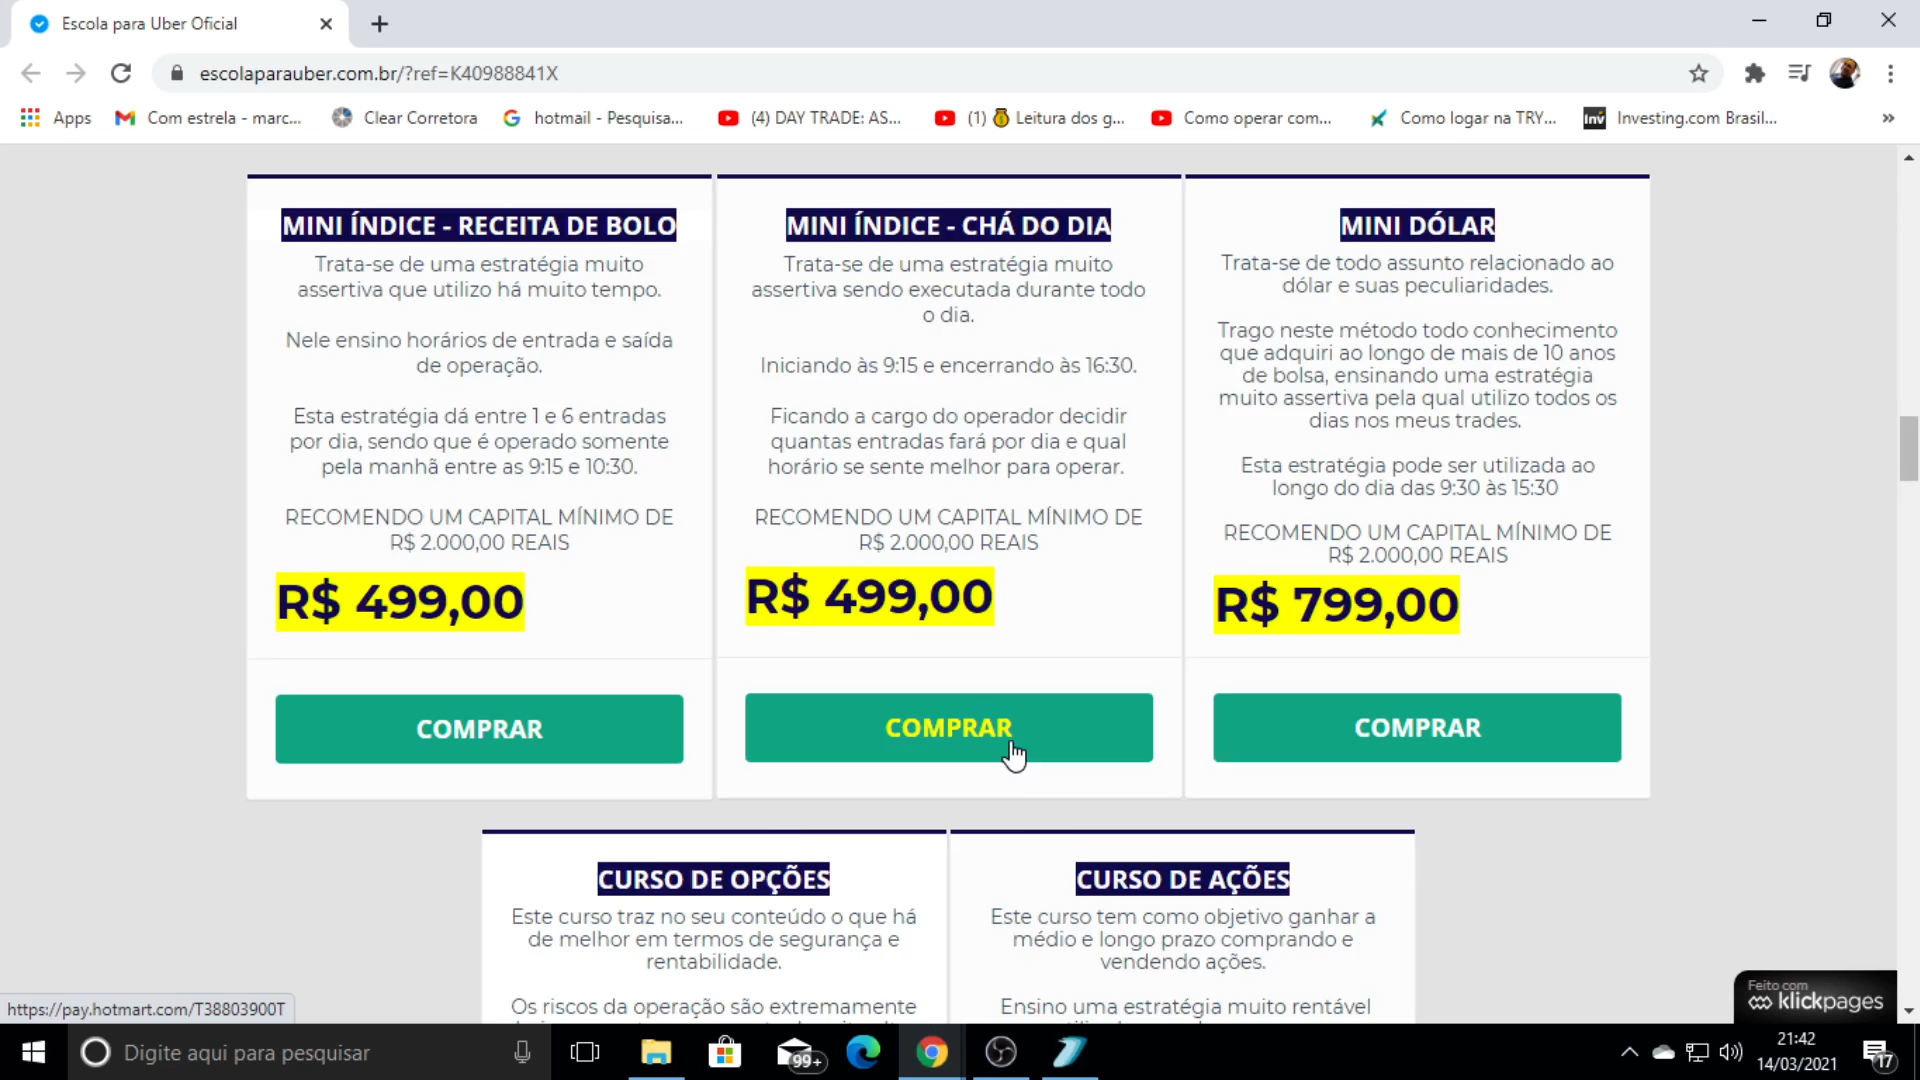 Escola para Uber Oficial
escolaparauber.com.br/?ref=K40988841X
Apps
Com estrela - marc...
Clear Corretora
hotmail - Pesquisa...
(4) DAY TRADE: AS...
(1) 💰 Leitura dos g...
Como operar com...
Como logar na TRY...
Inv
Investing.com Brasil...
»
MINI ÍNDICE - RECEITA DE BOLO
Trata-se de uma estratégia muito
assertiva que utilizo há muito tempo.
Nele ensino horários de entrada e saída
de operação.
Esta estratégia dá entre 1 e 6 entradas
por dia, sendo que é operado somente
pela manhã entre as 9:15 e 10:30.
RECOMENDO UM CAPITAL MÍNIMO DE
R$ 2.000,00 REAIS
R$ 499,00
COMPRAR
MINI ÍNDICE - CHÁ DO DIA
Trata-se de uma estratégia muito
assertiva sendo executada durante todo
o dia.
Iniciando às 9:15 e encerrando às 16:30.
Ficando a cargo do operador decidir
quantas entradas fará por dia e qual
horário se sente melhor para operar.
RECOMENDO UM CAPITAL MÍNIMO DE
R$ 2.000,00 REAIS
R$ 499,00
COMPRAR
MINI DÓLAR
Trata-se de todo assunto relacionado ao
dólar e suas peculiaridades.
Trago neste método todo conhecimento
que adquiri ao longo de mais de 10 anos
de bolsa, ensinando uma estratégia
muito assertiva pela qual utilizo todos os
dias nos meus trades.
Esta estratégia pode ser utilizada ao
longo do dia das 9:30 às 15:30
RECOMENDO UM CAPITAL MÍNIMO DE
R$ 2.000,00 REAIS
R$ 799,00
COMPRAR
CURSO DE OPÇÕES
Este curso traz no seu conteúdo o que há
de melhor em termos de segurança e
rentabilidade.
Os riscos da operação são extremamente
CURSO DE AÇÕES
Este curso tem como objetivo ganhar a
médio e longo prazo comprando e
vendendo ações.
Ensino uma estratégia muito rentável
Feito com
klickpages
https://pay.hotmart.com/T38803900T
Digite aqui para pesquisar
99+
21:42
14/03/2021
17